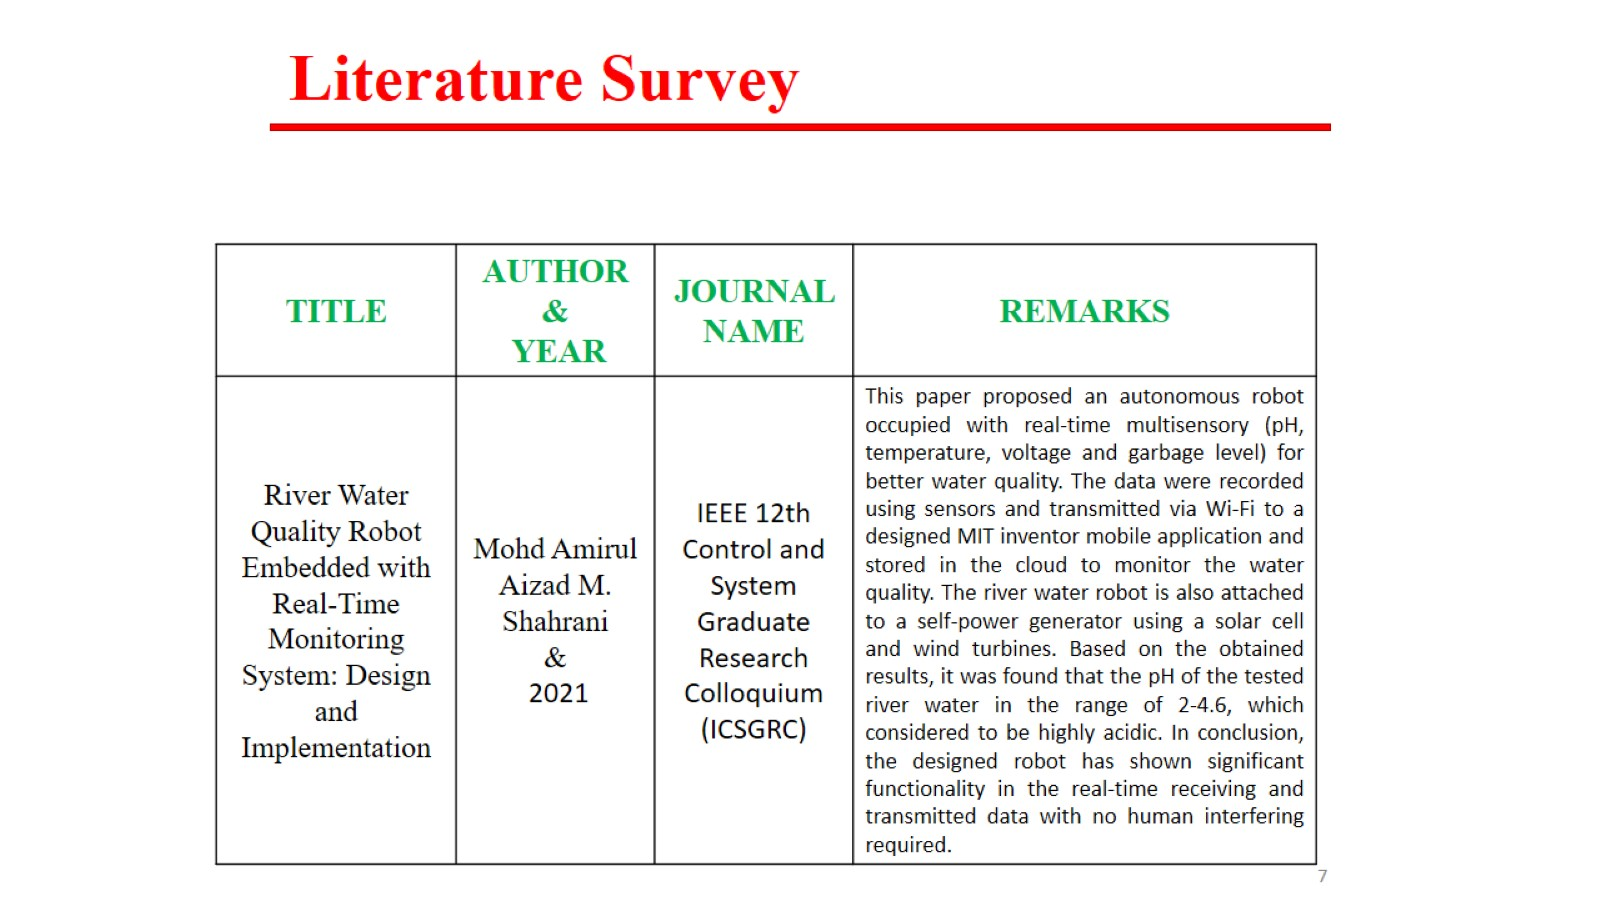 Literature Survey
TITLE
AUTHOR
&
YEAR
JOURNAL
NAME
REMARKS
River Water
Quality Robot
Embedded with
Real-Time
Monitoring
System: Design
and
Implementation
Mohd Amirul
Aizad M.
Shahrani
&
2021
IEEE 12th
Control and
System
Graduate
Research
Colloquium
(ICSGRC)
This paper proposed an autonomous robot
occupied with real-time multisensory (pH,
temperature, voltage and garbage level) for
better water quality. The data were recorded
using sensors and transmitted via Wi-Fi to a
designed MIT inventor mobile application and
stored in the cloud to monitor the water
quality. The river water robot is also attached
to a self-power generator using a solar cell
and wind turbines. Based on the obtained
results, it was found that the pH of the tested
river water in the range of 2-4.6, which
considered to be highly acidic. In conclusion,
the designed robot has shown significant
functionality in the real-time receiving and
transmitted data with no human interfering
required.
7